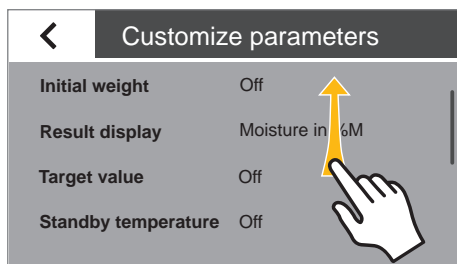 Customize parameters
Initial weight Off
Result display Moisture in %M
Target value Off
Standby temperature Off